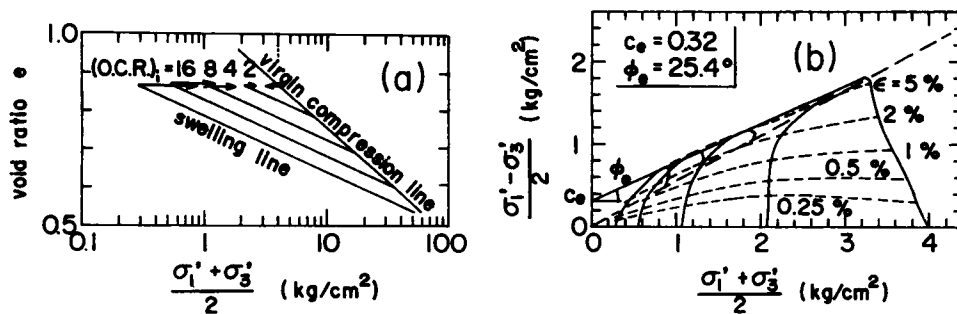 1.0
void ratio e
0.5
(O.C.R.)i = 16 8 4 2
virgin compression line
swelling line
(a)
0.1 1 10 100
σ1' + σ3'
2
(kg/cm²)
σ1' - σ3'
2
(kg/cm²)
2
1
0
ce = 0.32
ϕe = 25.4°
(b)
ϵ = 5 %
2 %
1 %
0.5 %
0.25 %
ϕe
ce
0 1 2 3 4
σ1' + σ3'
2
(kg/cm²)